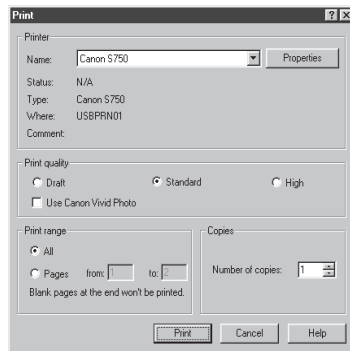 Print
Printer
Name: Canon S750 Properties
Status: N/A
Type: Canon S750
Where: USBPRN01
Comment:
Print quality
Draft Standard High
Use Canon Vivid Photo
Print range
All
Pages from: 1 to: 2
Blank pages at the end won't be printed.
Copies
Number of copies: 1
Print Cancel Help